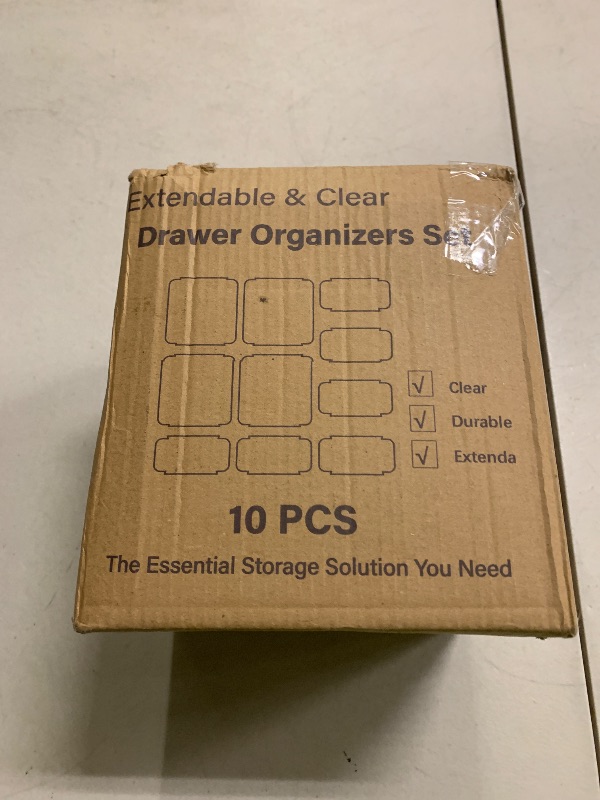 Extendable & Clear
Drawer Organizers Set
√ Clear
√ Durable
√ Extenda
10 PCS
The Essential Storage Solution You Need